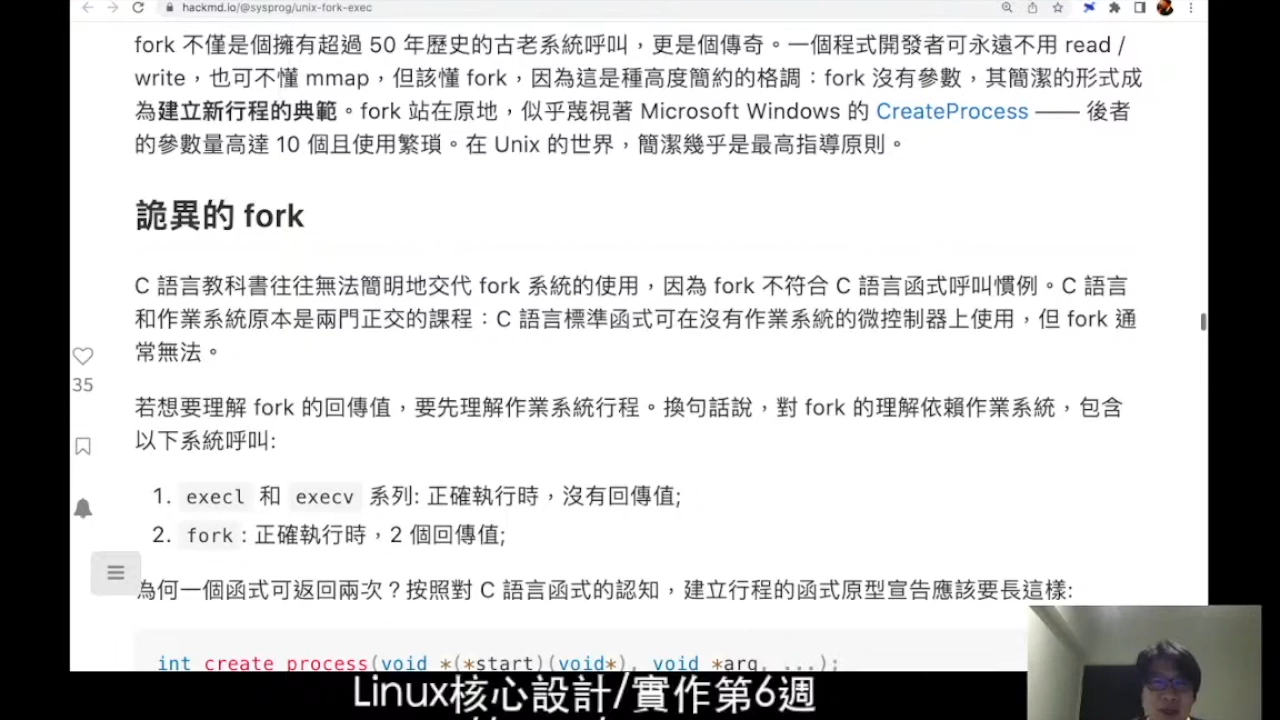 hackmd.io/@sysprog/unix-fork-exec
fork 不僅是個擁有超過 50 年歷史的古老系統呼叫，更是個傳奇。一個程式開發者可永遠不用 read /
write，也可不懂 mmap，但該懂 fork，因為這是種高度簡約的格調：fork 沒有參數，其簡潔的形式成
為建立新行程的典範。fork 站在原地，似乎蔑視著 Microsoft Windows 的 CreateProcess —— 後者
的參數量高達 10 個且使用繁瑣。在 Unix 的世界，簡潔幾乎是最高指導原則。
詭異的 fork
C 語言教科書往往無法簡明地交代 fork 系統的使用，因為 fork 不符合 C 語言函式呼叫慣例。C 語言
和作業系統原本是兩門正交的課程：C 語言標準函式可在沒有作業系統的微控制器上使用，但 fork 通
常無法。
35
若想要理解 fork 的回傳值，要先理解作業系統行程。換句話說，對 fork 的理解依賴作業系統，包含
以下系統呼叫:
1. execl 和 execv 系列: 正確執行時，沒有回傳值;
2. fork : 正確執行時，2 個回傳值;
為何一個函式可返回兩次？按照對 C 語言函式的認知，建立行程的函式原型宣告應該要長這樣:
int create_process(void *(*start)(void*), void *arg, ...);
Linux核心設計/實作第6週